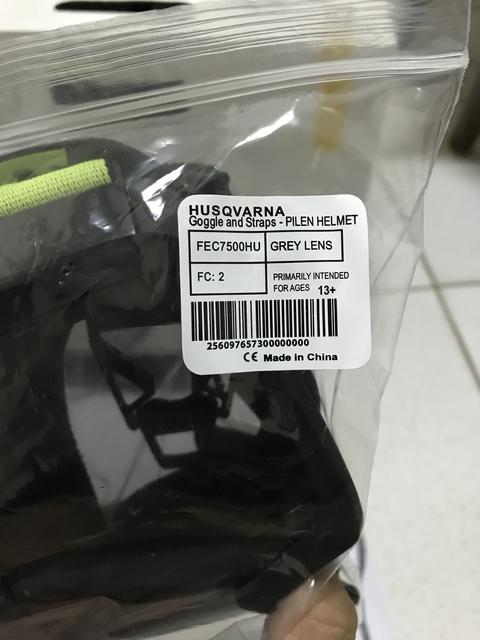 HUSQVARNA
Goggle and Straps - PILEN HELMET
FEC7500HU GREY LENS
FC: 2 PRIMARILY INTENDED
FOR AGES 13+
256097657300000000
CE Made in China